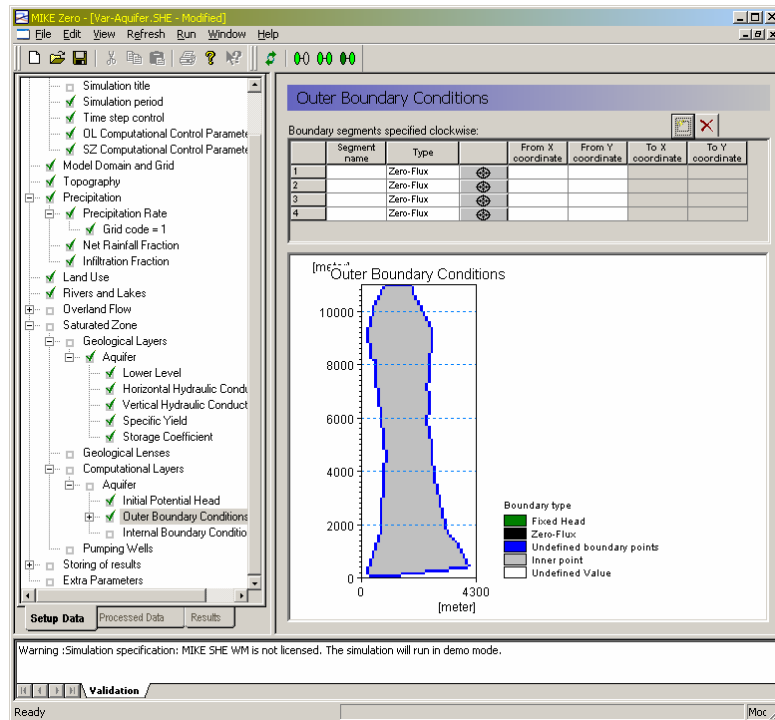 MIKE Zero - [Var-Aquifer.SHE - Modified]
File Edit View Refresh Run Window Help
Simulation title
Simulation period
Time step control
OL Computational Control Paramete
SZ Computational Control Paramete
Model Domain and Grid
Topography
Precipitation
Precipitation Rate
Grid code = 1
Net Rainfall Fraction
Infiltration Fraction
Land Use
Rivers and Lakes
Overland Flow
Saturated Zone
Geological Layers
Aquifer
Lower Level
Horizontal Hydraulic Condu
Vertical Hydraulic Conduct
Specific Yield
Storage Coefficient
Geological Lenses
Computational Layers
Aquifer
Initial Potential Head
Outer Boundary Conditions
Internal Boundary Conditio
Pumping Wells
Storing of results
Extra Parameters
Setup Data Processed Data Results
Outer Boundary Conditions
Boundary segments specified clockwise:
Segment name Type From X coordinate From Y coordinate To X coordinate To Y coordinate
1 Zero-Flux
2 Zero-Flux
3 Zero-Flux
4 Zero-Flux
[meter]
Outer Boundary Conditions
10000
8000
6000
4000
2000
0
0 4300
[meter]
Boundary type
Fixed Head
Zero-Flux
Undefined boundary points
Inner point
Undefined Value
Warning :Simulation specification: MIKE SHE WM is not licensed. The simulation will run in demo mode.
Validation
Ready Moc